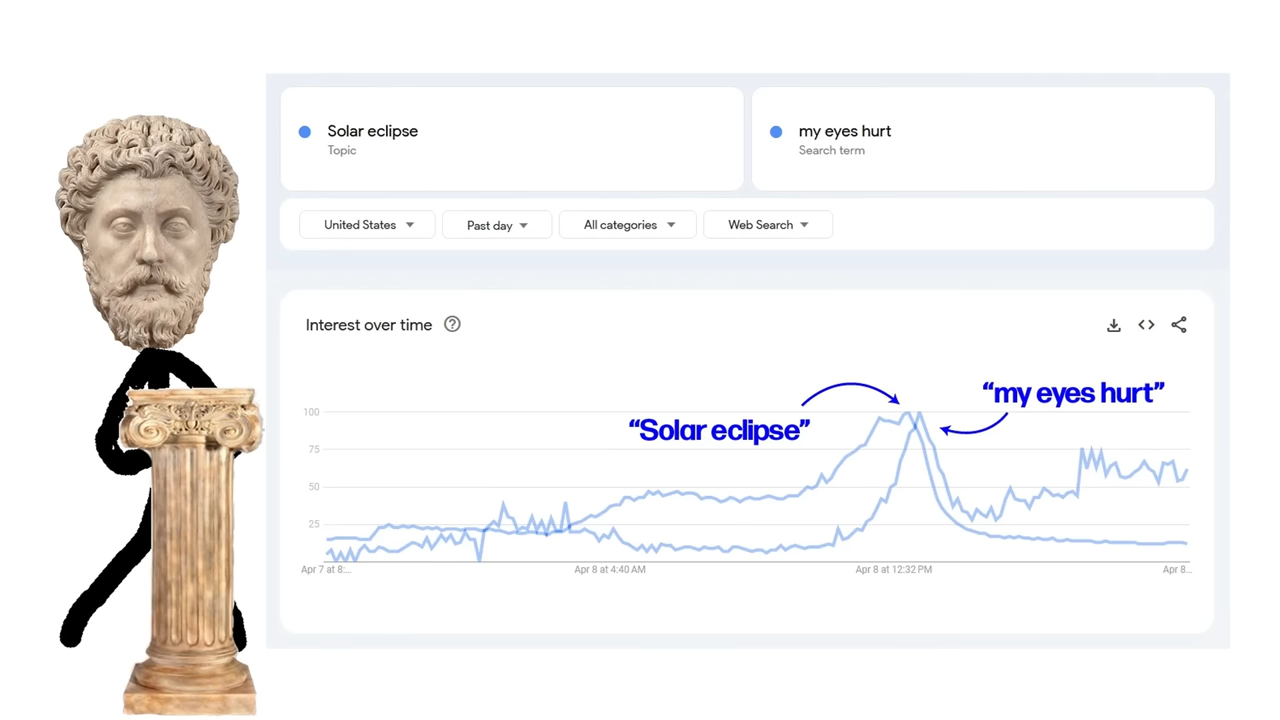 Solar eclipse
Topic
my eyes hurt
Search term
United States
Past day
All categories
Web Search
Interest over time
“my eyes hurt”
“Solar eclipse”
100
75
50
25
Apr 7 at 8:...
Apr 8 at 4:40 AM
Apr 8 at 12:32 PM
Apr 8...